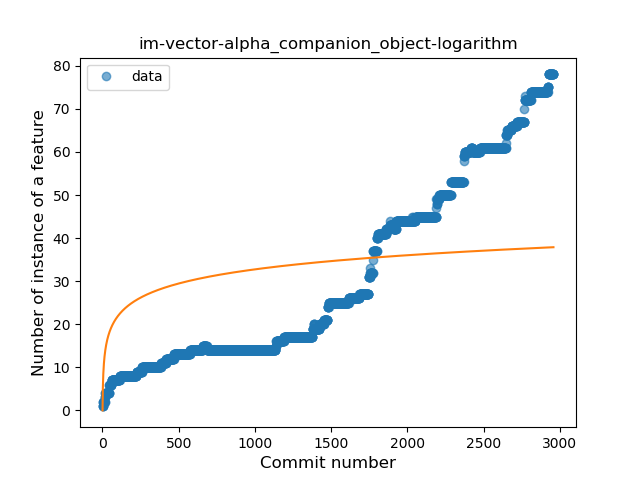 im-vector-alpha_companion_object-logarithm
data
Number of instance of a feature
80
70
60
50
40
30
20
10
0
0 500 1000 1500 2000 2500 3000
Commit number